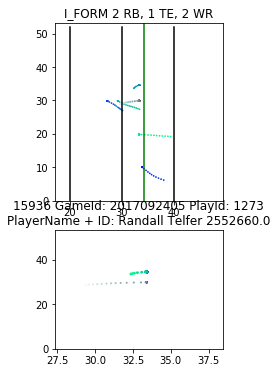 I_FORM 2 RB, 1 TE, 2 WR
50
40
30
20
10
0
20 30 40
15936 GameId: 2017092405 PlayId: 1273
PlayerName + ID: Randall Telfer 2552660.0
40
20
0
27.5 30.0 32.5 35.0 37.5